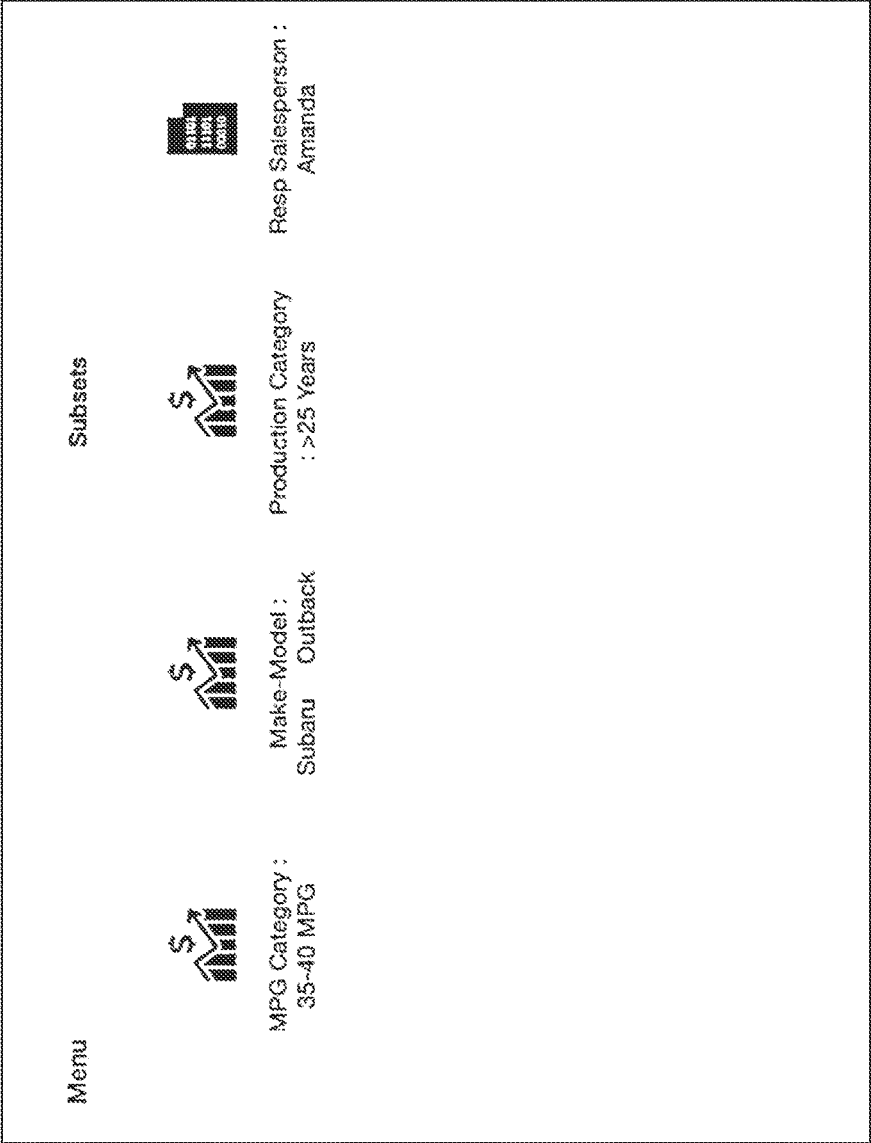 Menu
Subsets
MPG Category :
35-40 MPG
Make-Model :
Subaru Outback
Production Category
: >25 Years
Resp Salesperson :
Amanda